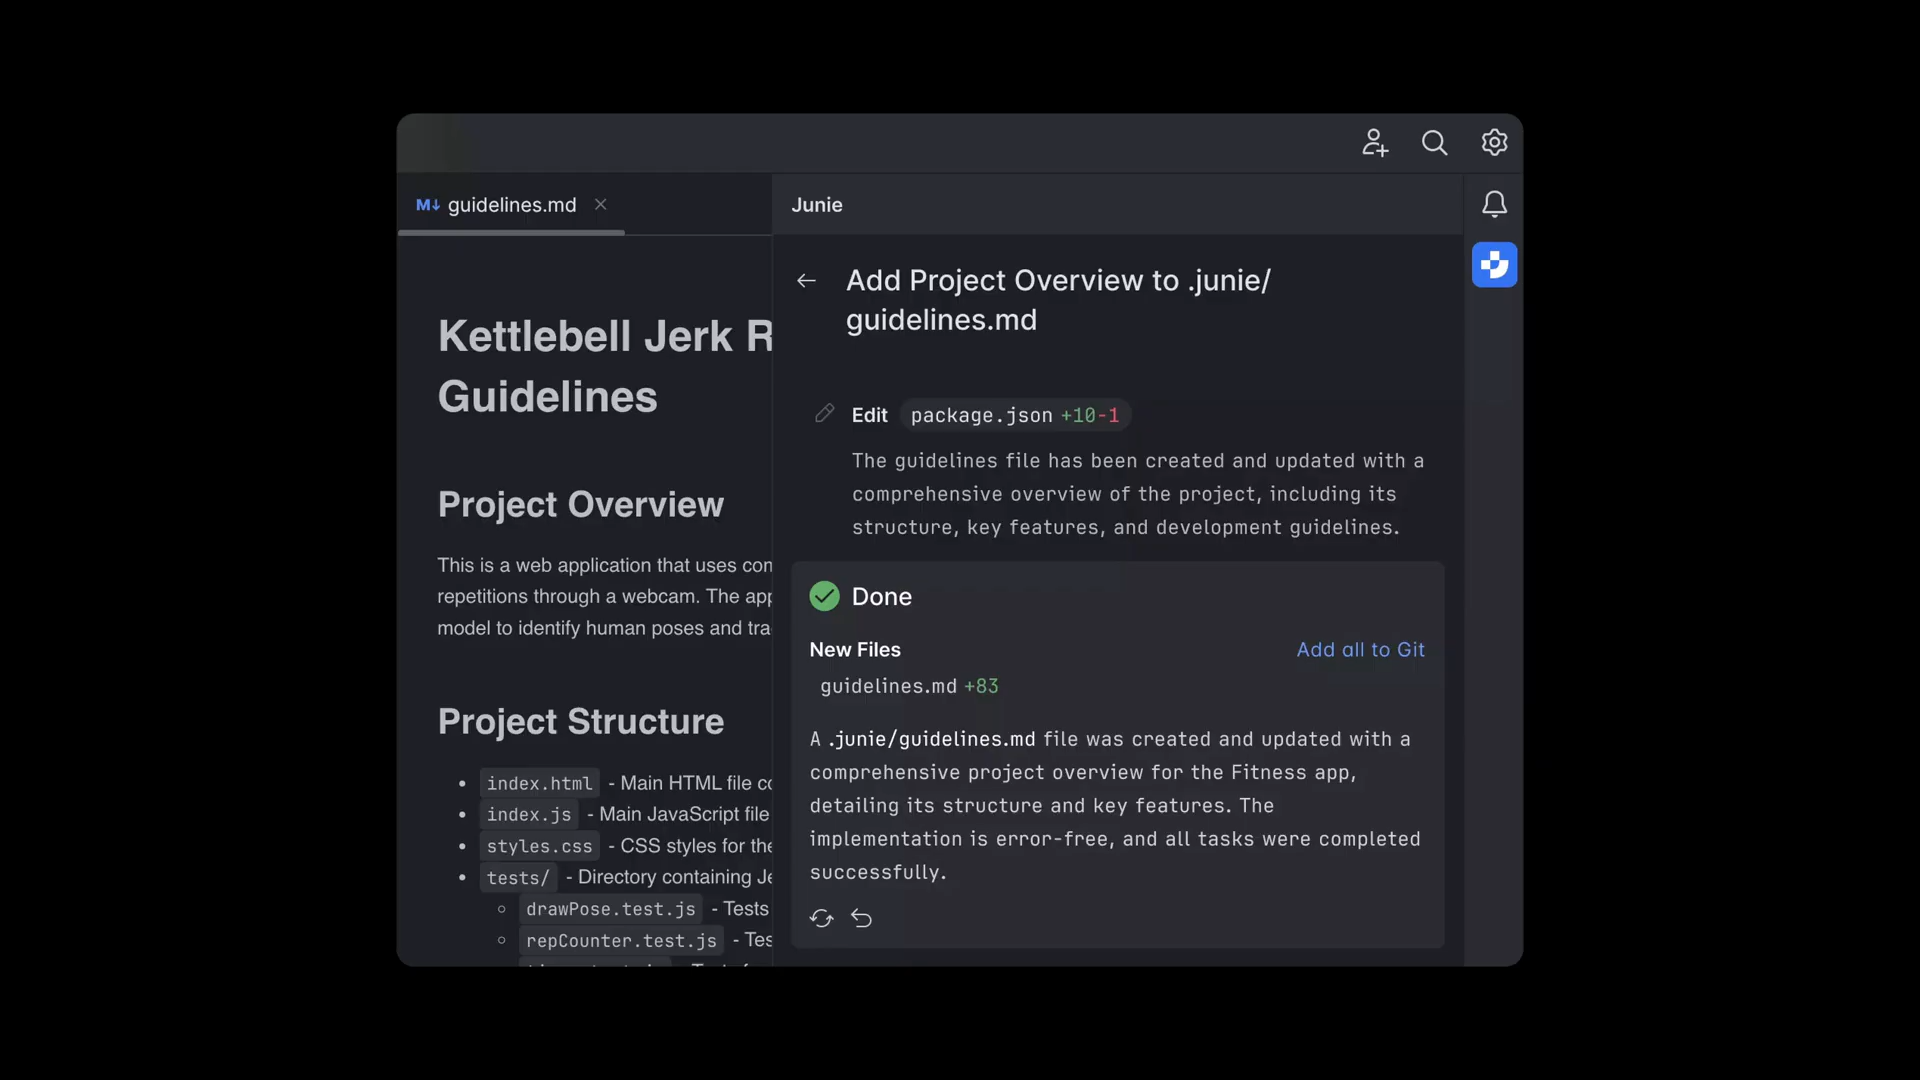 M↓ guidelines.md
Kettlebell Jerk R
Guidelines
Project Overview
This is a web application that uses
repetitions through a webcam. The
model to identify human poses and
Project Structure
index.html - Main HTML file
index.js - Main JavaScript file
styles.css - CSS styles for
tests/ - Directory containing
drawPose.test.js - Tests
repCounter.test.js -
Junie
Add Project Overview to .junie/
guidelines.md
Edit package.json +10-1
The guidelines file has been created and updated with a
comprehensive overview of the project, including its
structure, key features, and development guidelines.
Done
New Files Add all to Git
guidelines.md +83
A .junie/guidelines.md file was created and updated with a
comprehensive project overview for the Fitness app,
detailing its structure and key features. The
implementation is error-free, and all tasks were completed
successfully.